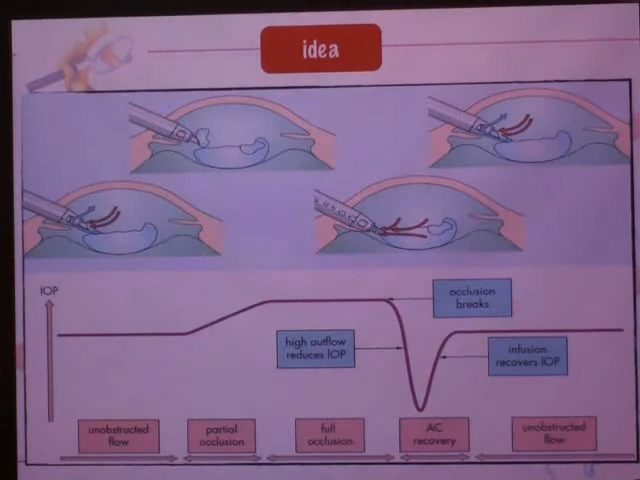 idea
IOP
occlusion
breaks
high outflow
reduces IOP
infusion
recovers IOP
unobstructed
flow
partial
occlusion
full
occlusion
AC
recovery
unobstructed
flow